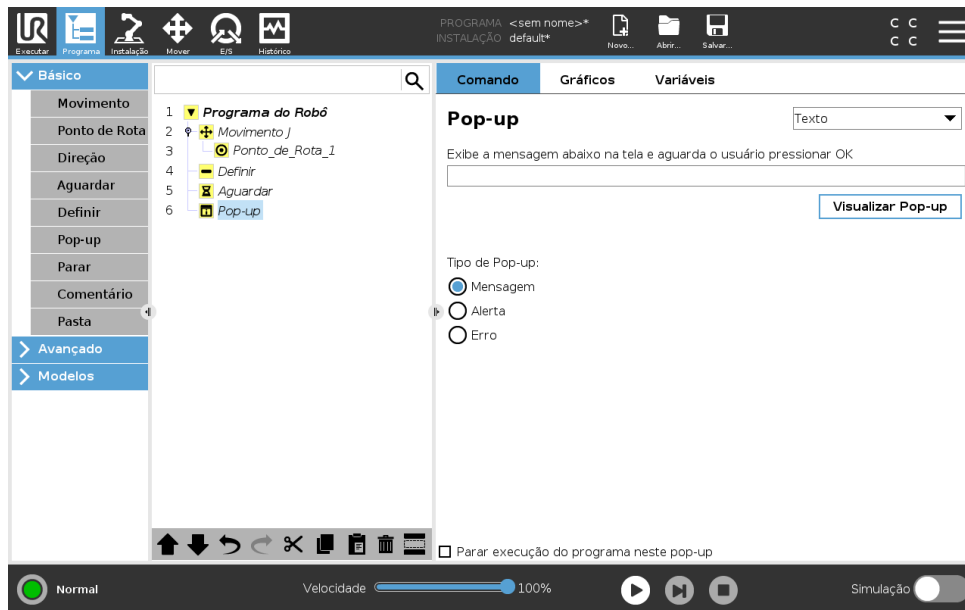 PROGRAMA <sem nome>*
INSTALAÇÃO default*
UR
Executar
Programa
Instalação
Mover
E/S
Histórico
Novo...
Abrir...
Salvar...
C C
C C
Básico
Movimento
Ponto de Rota
Direção
Aguardar
Definir
Pop-up
Parar
Comentário
Pasta
Avançado
Modelos
1 Programa do Robô
2 Movimento J
3 Ponto_de_Rota_1
4 Definir
5 Aguardar
6 Pop-up
Comando Gráficos Variáveis
Pop-up
Texto
Exibe a mensagem abaixo na tela e aguarda o usuário pressionar OK
Visualizar Pop-up
Tipo de Pop-up:
Mensagem
Alerta
Erro
Parar execução do programa neste pop-up
Normal
Velocidade 100%
Simulação